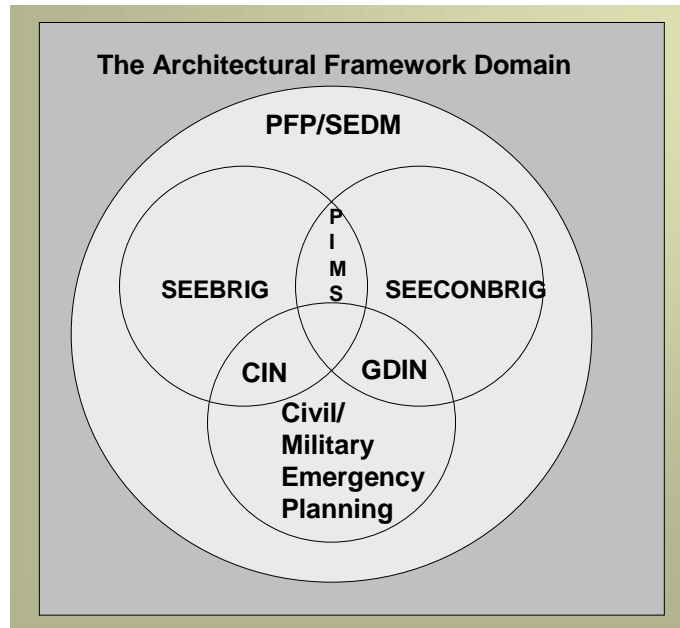 The Architectural Framework Domain
PFP/SEDM
P
I
M
S
SEEBRIG
SEECONBRIG
CIN
GDIN
Civil/
Military
Emergency
Planning